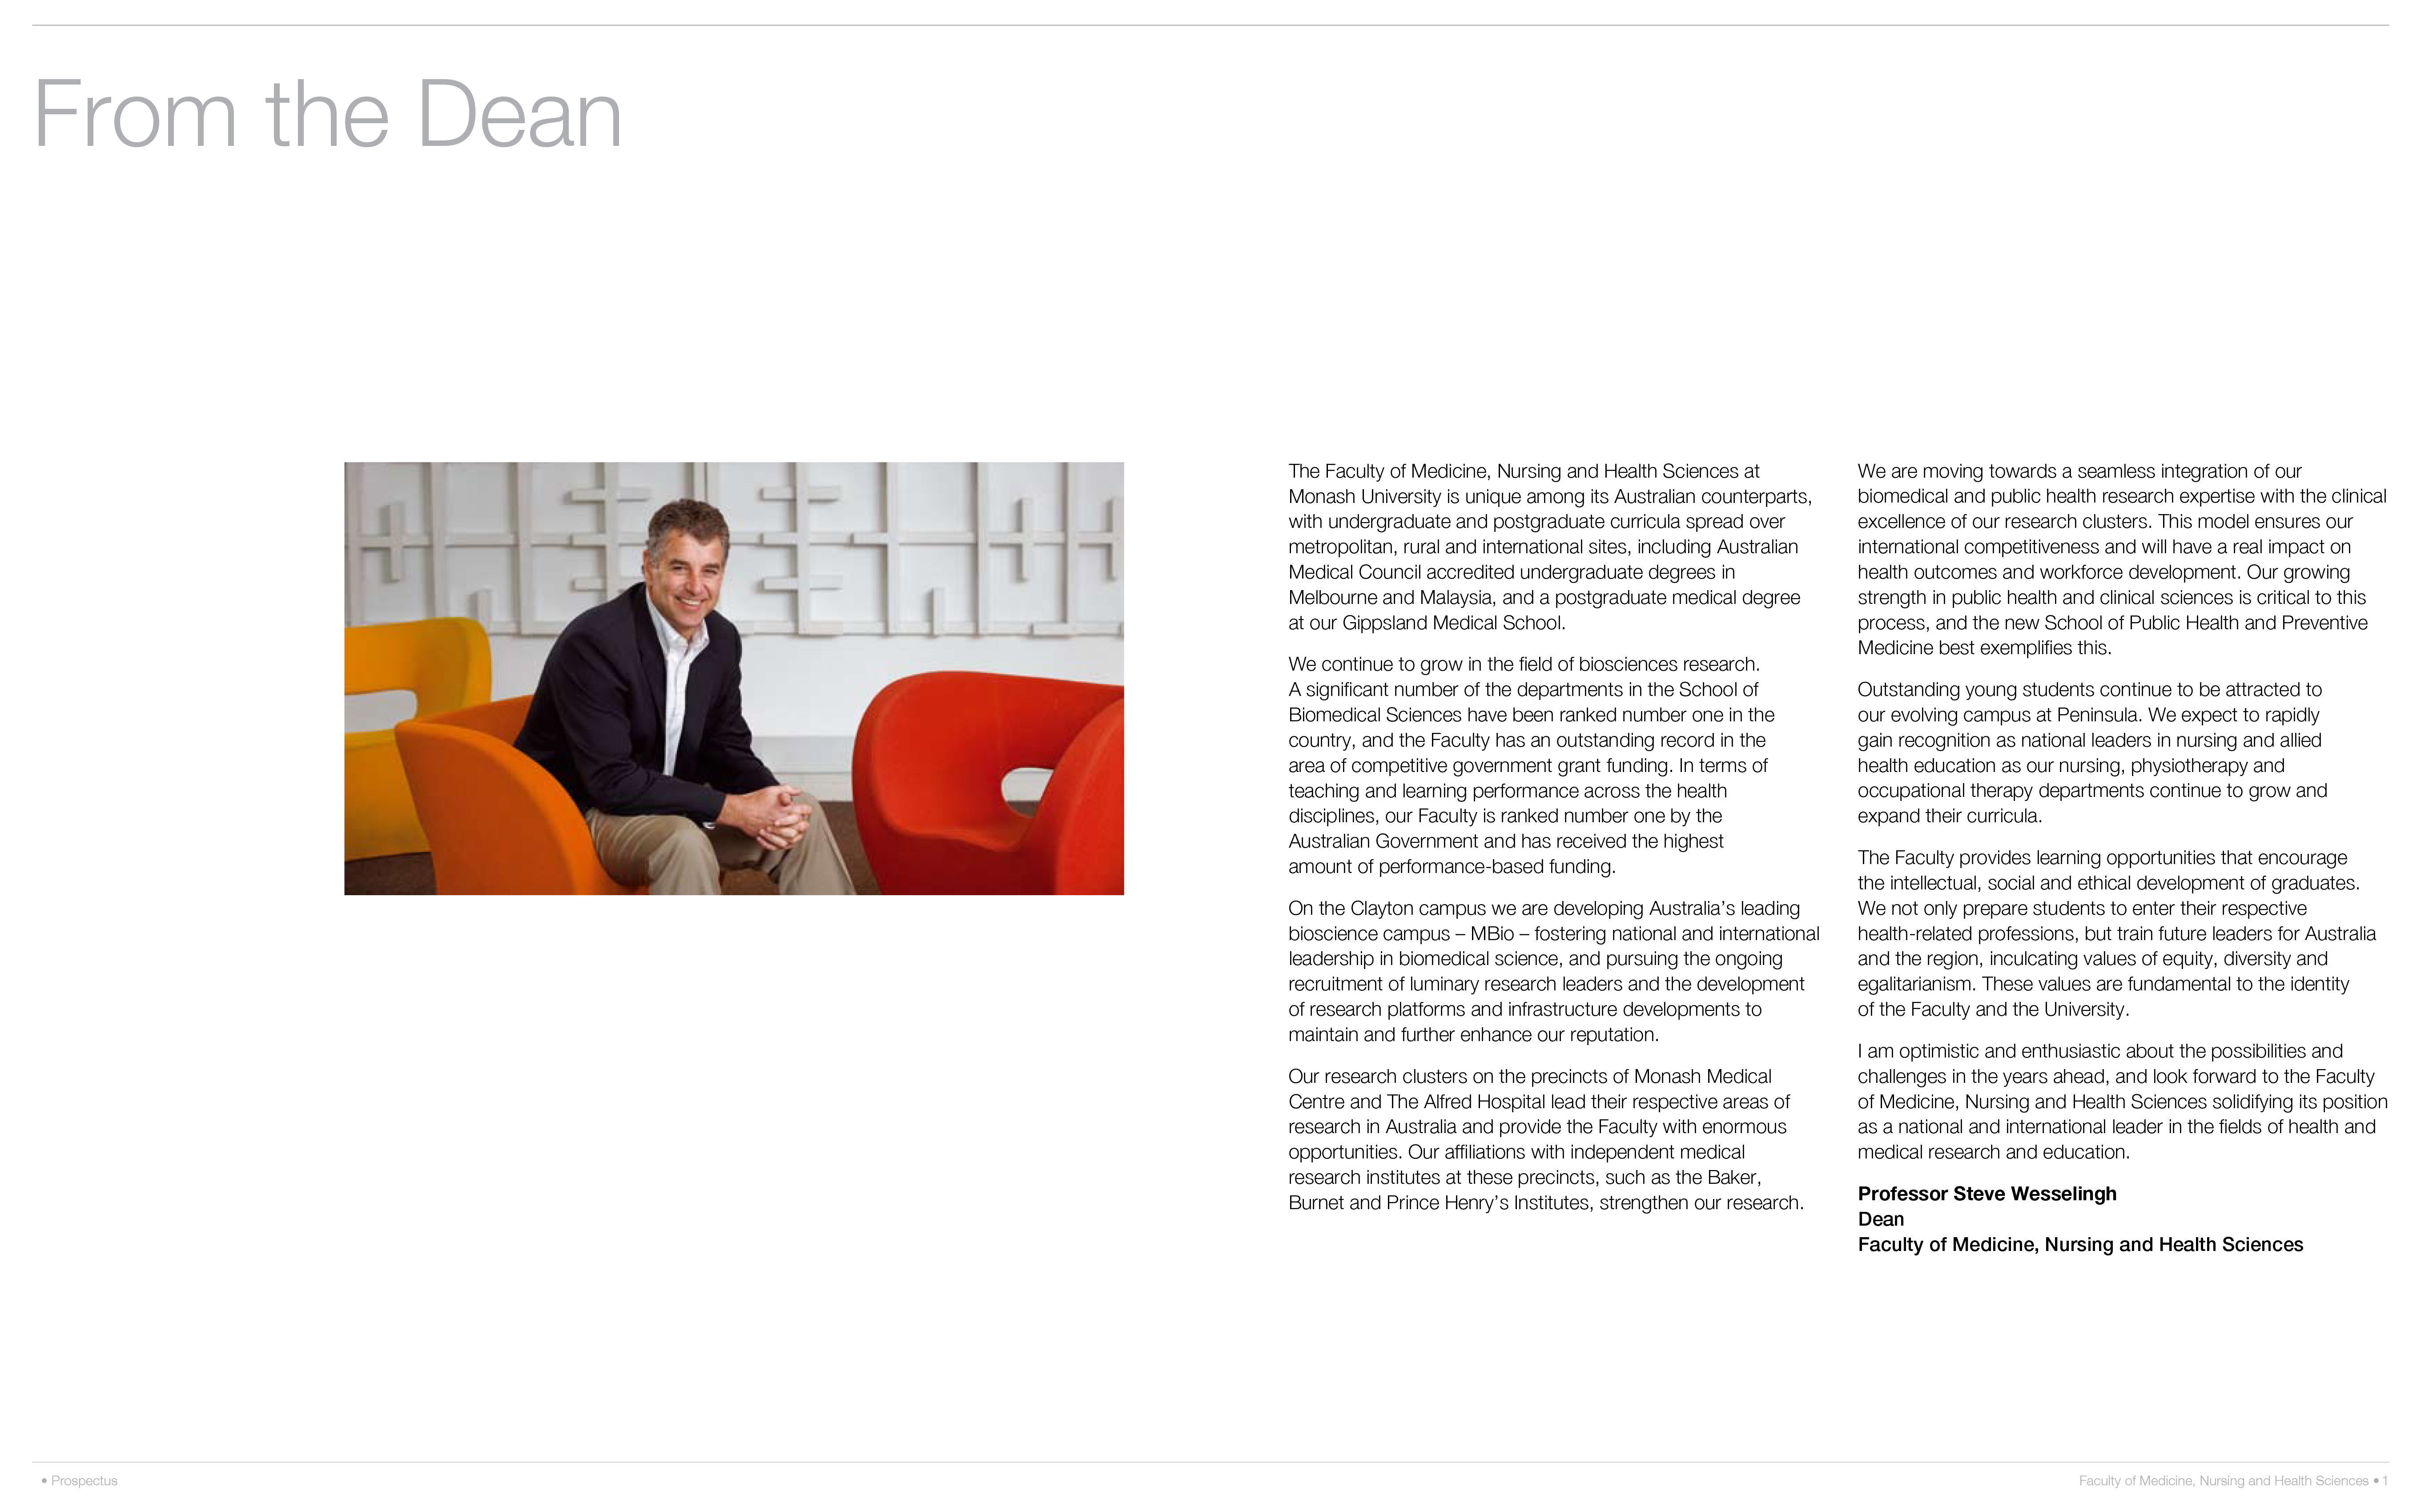 From the Dean
The Faculty of Medicine, Nursing and Health Sciences at
Monash University is unique among its Australian counterparts,
with undergraduate and postgraduate curricula spread over
metropolitan, rural and international sites, including Australian
Medical Council accredited undergraduate degrees in
Melbourne and Malaysia, and a postgraduate medical degree
at our Gippsland Medical School.
We continue to grow in the field of biosciences research.
A significant number of the departments in the School of
Biomedical Sciences have been ranked number one in the
country, and the Faculty has an outstanding record in the
area of competitive government grant funding. In terms of
teaching and learning performance across the health
disciplines, our Faculty is ranked number one by the
Australian Government and has received the highest
amount of performance-based funding.
On the Clayton campus we are developing Australia’s leading
bioscience campus – MBio – fostering national and international
leadership in biomedical science, and pursuing the ongoing
recruitment of luminary research leaders and the development
of research platforms and infrastructure developments to
maintain and further enhance our reputation.
Our research clusters on the precincts of Monash Medical
Centre and The Alfred Hospital lead their respective areas of
research in Australia and provide the Faculty with enormous
opportunities. Our affiliations with independent medical
research institutes at these precincts, such as the Baker,
Burnet and Prince Henry’s Institutes, strengthen our research.
We are moving towards a seamless integration of our
biomedical and public health research expertise with the clinical
excellence of our research clusters. This model ensures our
international competitiveness and will have a real impact on
health outcomes and workforce development. Our growing
strength in public health and clinical sciences is critical to this
process, and the new School of Public Health and Preventive
Medicine best exemplifies this.
Outstanding young students continue to be attracted to
our evolving campus at Peninsula. We expect to rapidly
gain recognition as national leaders in nursing and allied
health education as our nursing, physiotherapy and
occupational therapy departments continue to grow and
expand their curricula.
The Faculty provides learning opportunities that encourage
the intellectual, social and ethical development of graduates.
We not only prepare students to enter their respective
health-related professions, but train future leaders for Australia
and the region, inculcating values of equity, diversity and
egalitarianism. These values are fundamental to the identity
of the Faculty and the University.
I am optimistic and enthusiastic about the possibilities and
challenges in the years ahead, and look forward to the Faculty
of Medicine, Nursing and Health Sciences solidifying its position
as a national and international leader in the fields of health and
medical research and education.
Professor Steve Wesselingh
Dean
Faculty of Medicine, Nursing and Health Sciences
• Prospectus
Faculty of Medicine, Nursing and Health Sciences • 1